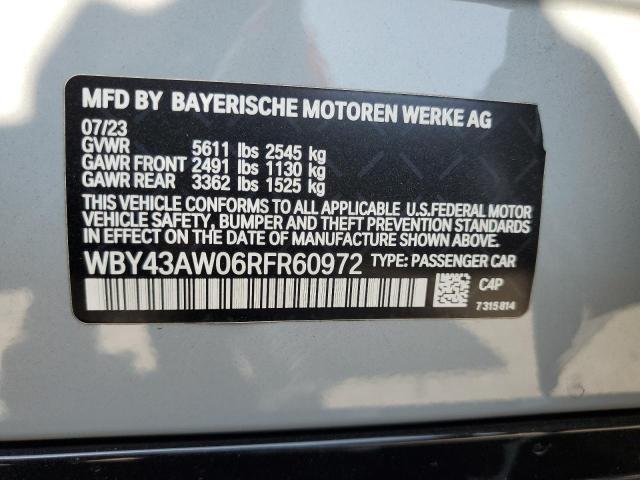 MFD BY BAYERISCHE MOTOREN WERKE AG
07/23
GVWR 5611 lbs 2545 kg
GAWR FRONT 2491 lbs 1130 kg
GAWR REAR 3362 lbs 1525 kg
THIS VEHICLE CONFORMS TO ALL APPLICABLE U.S.FEDERAL MOTOR
VEHICLE SAFETY, BUMPER AND THEFT PREVENTION STANDARDS
IN EFFECT ON THE DATE OF MANUFACTURE SHOWN ABOVE.
WBY43AW06RFR60972 TYPE: PASSENGER CAR
C4P
7315814